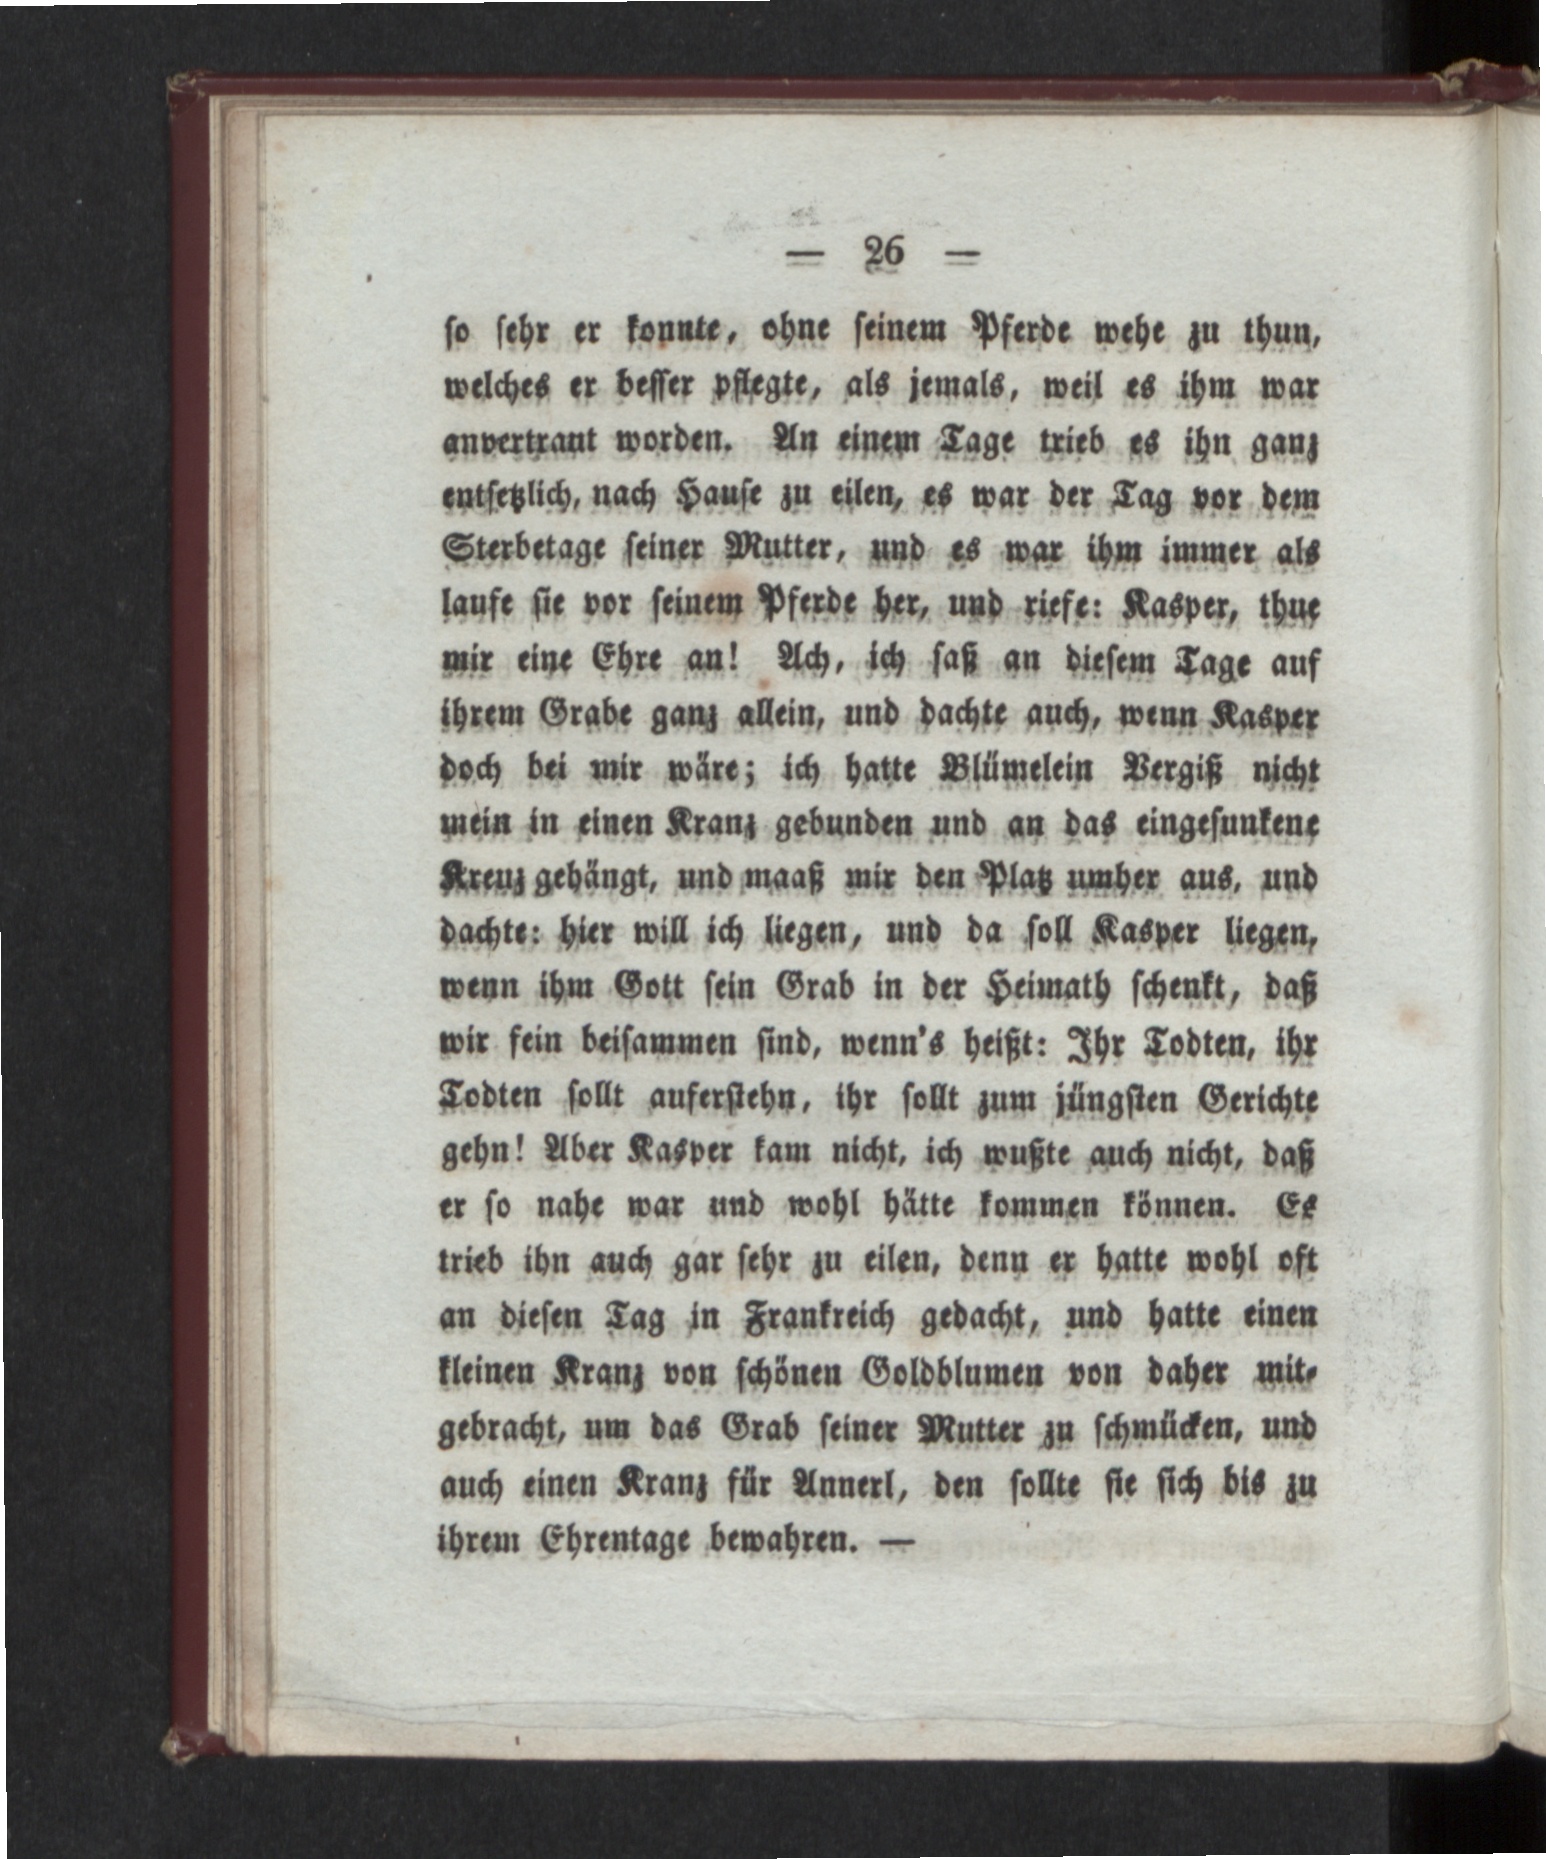 — 26 —
so sehr er konnte, ohne seinem Pferde wehe zu thun,
welches er besser pflegte, als jemals, weil es ihm war
anvertraut worden. An einem Tage trieb es ihn ganz
entsetzlich, nach Hause zu eilen, es war der Tag vor dem
Sterbetage seiner Mutter, und es war ihm immer als
laufe sie vor seinem Pferde her, und riefe: Kasper, thue
mir eine Ehre an! Ach, ich saß an diesem Tage auf
ihrem Grabe ganz allein, und dachte auch, wenn Kasper
doch bei mir wäre; ich hatte Blümelein Vergiß nicht
mein in einen Kranz gebunden und an das eingesunkene
Kreuz gehängt, und maaß mir den Platz umher aus, und
dachte: hier will ich liegen, und da soll Kasper liegen,
wenn ihm Gott sein Grab in der Heimath schenkt, daß
wir fein beisammen sind, wenn's heißt: Ihr Todten, ihr
Todten sollt auferstehn, ihr sollt zum jüngsten Gerichte
gehn! Aber Kasper kam nicht, ich wußte auch nicht, daß
er so nahe war und wohl hätte kommen können. Es
trieb ihn auch gar sehr zu eilen, denn er hatte wohl oft
an diesen Tag in Frankreich gedacht, und hatte einen
kleinen Kranz von schönen Goldblumen von daher mit-
gebracht, um das Grab seiner Mutter zu schmücken, und
auch einen Kranz für Annerl, den sollte sie sich bis zu
ihrem Ehrentage bewahren. —